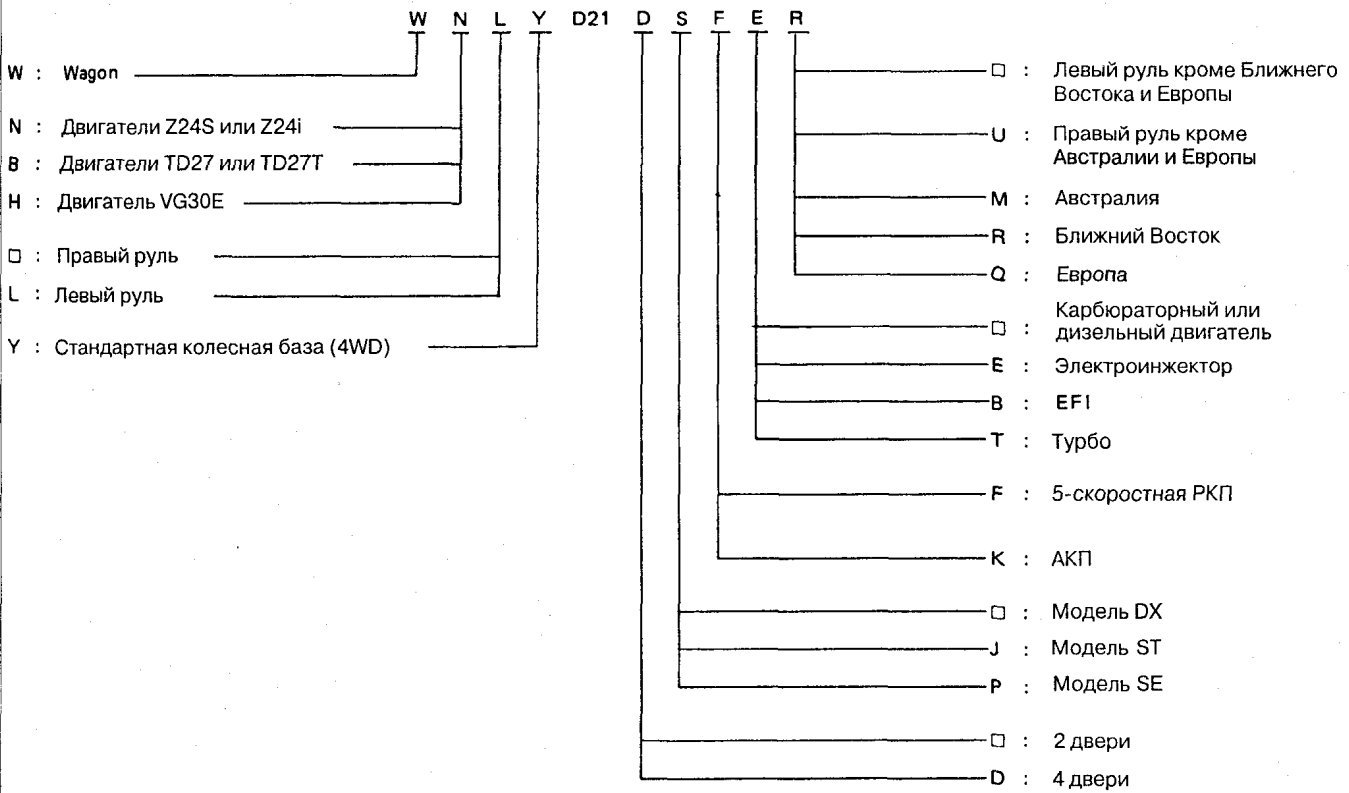 W N L Y D21 D S F E R
W : Wagon
N : Двигатели Z24S или Z24i
B : Двигатели TD27 или TD27T
H : Двигатель VG30E
□ : Правый руль
L : Левый руль
Y : Стандартная колесная база (4WD)
□ : Левый руль кроме Ближнего
Востока и Европы
U : Правый руль кроме
Австралии и Европы
M : Австралия
R : Ближний Восток
Q : Европа
Карбюраторный или
□ : дизельный двигатель
E : Электроинжектор
B : EFI
T : Турбо
F : 5-скоростная РКП
K : АКП
□ : Модель DX
J : Модель ST
P : Модель SE
□ : 2 двери
D : 4 двери